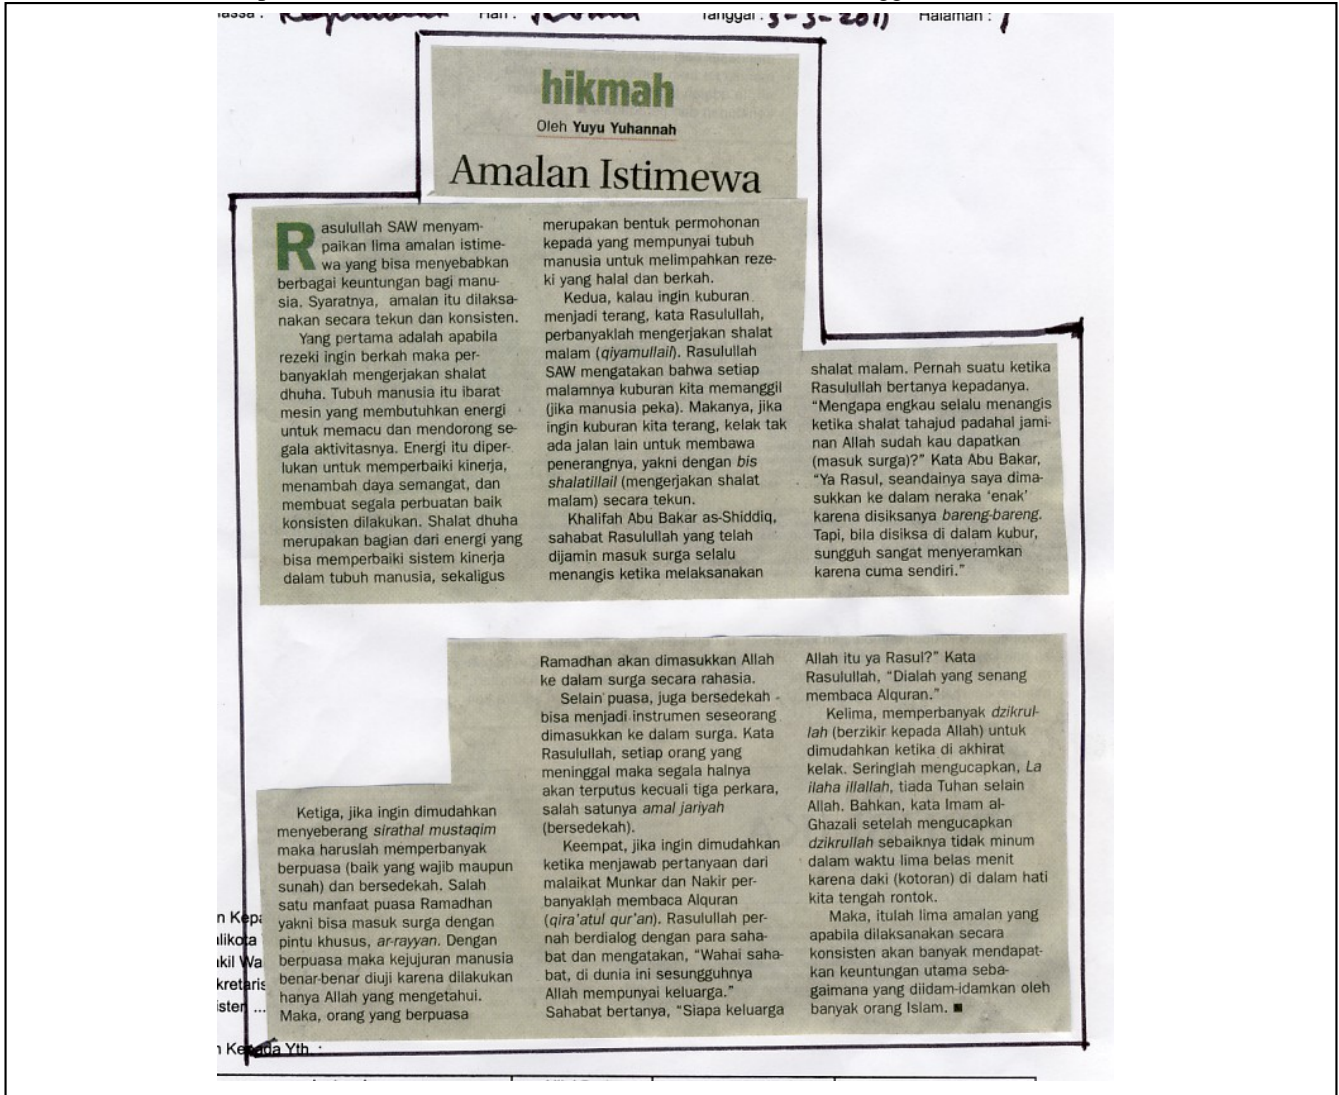 Hari :
Tanggal : 3-3-2011
Halaman : 1
hikmah
Oleh Yuyu Yuhannah
Amalan Istimewa
Rasulullah SAW menyam-
paikan lima amalan istime-
wa yang bisa menyebabkan
berbagai keuntungan bagi manu-
sia. Syaratnya, amalan itu dilaksa-
nakan secara tekun dan konsisten.
Yang pertama adalah apabila
rezeki ingin berkah maka per-
banyaklah mengerjakan shalat
dhuha. Tubuh manusia itu ibarat
mesin yang membutuhkan energi
untuk memacu dan mendorong se-
gala aktivitasnya. Energi itu diper-
lukan untuk memperbaiki kinerja,
menambah daya semangat, dan
membuat segala perbuatan baik
konsisten dilakukan. Shalat dhuha
merupakan bagian dari energi yang
bisa memperbaiki sistem kinerja
dalam tubuh manusia, sekaligus
merupakan bentuk permohonan
kepada yang mempunyai tubuh
manusia untuk melimpahkan reze-
ki yang halal dan berkah.
Kedua, kalau ingin kuburan
menjadi terang, kata Rasulullah,
perbanyaklah mengerjakan shalat
malam (qiyamullail). Rasulullah
SAW mengatakan bahwa setiap
malamnya kuburan kita memanggil
(jika manusia peka). Makanya, jika
ingin kuburan kita terang, kelak tak
ada jalan lain untuk membawa
penerangnya, yakni dengan bis
shalatillail (mengerjakan shalat
malam) secara tekun.
Khalifah Abu Bakar as-Shiddiq,
sahabat Rasulullah yang telah
dijamin masuk surga selalu
menangis ketika melaksanakan
shalat malam. Pernah suatu ketika
Rasulullah bertanya kepadanya.
“Mengapa engkau selalu menangis
ketika shalat tahajud padahal jami-
nan Allah sudah kau dapatkan
(masuk surga)?” Kata Abu Bakar,
“Ya Rasul, seandainya saya dima-
sukkan ke dalam neraka ‘enak’
karena disiksanya bareng-bareng.
Tapi, bila disiksa di dalam kubur,
sungguh sangat menyeramkan
karena cuma sendiri.”
Ketiga, jika ingin dimudahkan
menyeberang sirathal mustaqim
maka haruslah memperbanyak
berpuasa (baik yang wajib maupun
sunah) dan bersedekah. Salah
satu manfaat puasa Ramadhan
yakni bisa masuk surga dengan
pintu khusus, ar-rayyan. Dengan
berpuasa maka kejujuran manusia
benar-benar diuji karena dilakukan
hanya Allah yang mengetahui.
Maka, orang yang berpuasa
Ramadhan akan dimasukkan Allah
ke dalam surga secara rahasia.
Selain puasa, juga bersedekah
bisa menjadi instrumen seseorang
dimasukkan ke dalam surga. Kata
Rasulullah, setiap orang yang
meninggal maka segala halnya
akan terputus kecuali tiga perkara,
salah satunya amal jariyah
(bersedekah).
Keempat, jika ingin dimudahkan
ketika menjawab pertanyaan dari
malaikat Munkar dan Nakir per-
banyaklah membaca Alquran
(qira'atul qur'an). Rasulullah per-
nah berdialog dengan para saha-
bat dan mengatakan, “Wahai saha-
bat, di dunia ini sesungguhnya
Allah mempunyai keluarga.”
Sahabat bertanya, “Siapa keluarga
Allah itu ya Rasul?” Kata
Rasulullah, “Dialah yang senang
membaca Alquran.”
Kelima, memperbanyak dzikrul-
lah (berzikir kepada Allah) untuk
dimudahkan ketika di akhirat
kelak. Seringlah mengucapkan, La
ilaha illallah, tiada Tuhan selain
Allah. Bahkan, kata Imam al-
Ghazali setelah mengucapkan
dzikrullah sebaiknya tidak minum
dalam waktu lima belas menit
karena daki (kotoran) di dalam hati
kita tengah rontok.
Maka, itulah lima amalan yang
apabila dilaksanakan secara
konsisten akan banyak mendapat-
kan keuntungan utama seba-
gaimana yang diidam-idamkan oleh
banyak orang Islam. ■
n Kepa
alikota
akil Wa
kretaris
sisten ...
n Kepada Yth. :